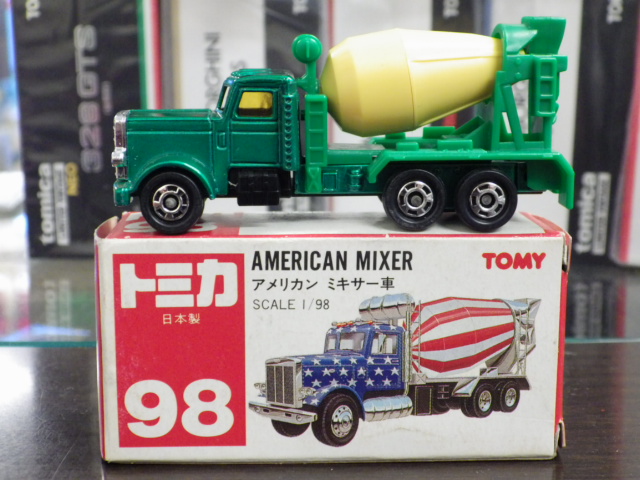 328 GTS
tomica
トミカ
日本製
98
AMERICAN MIXER
アメリカン ミキサー車
SCALE 1/98
TOMY
tomica